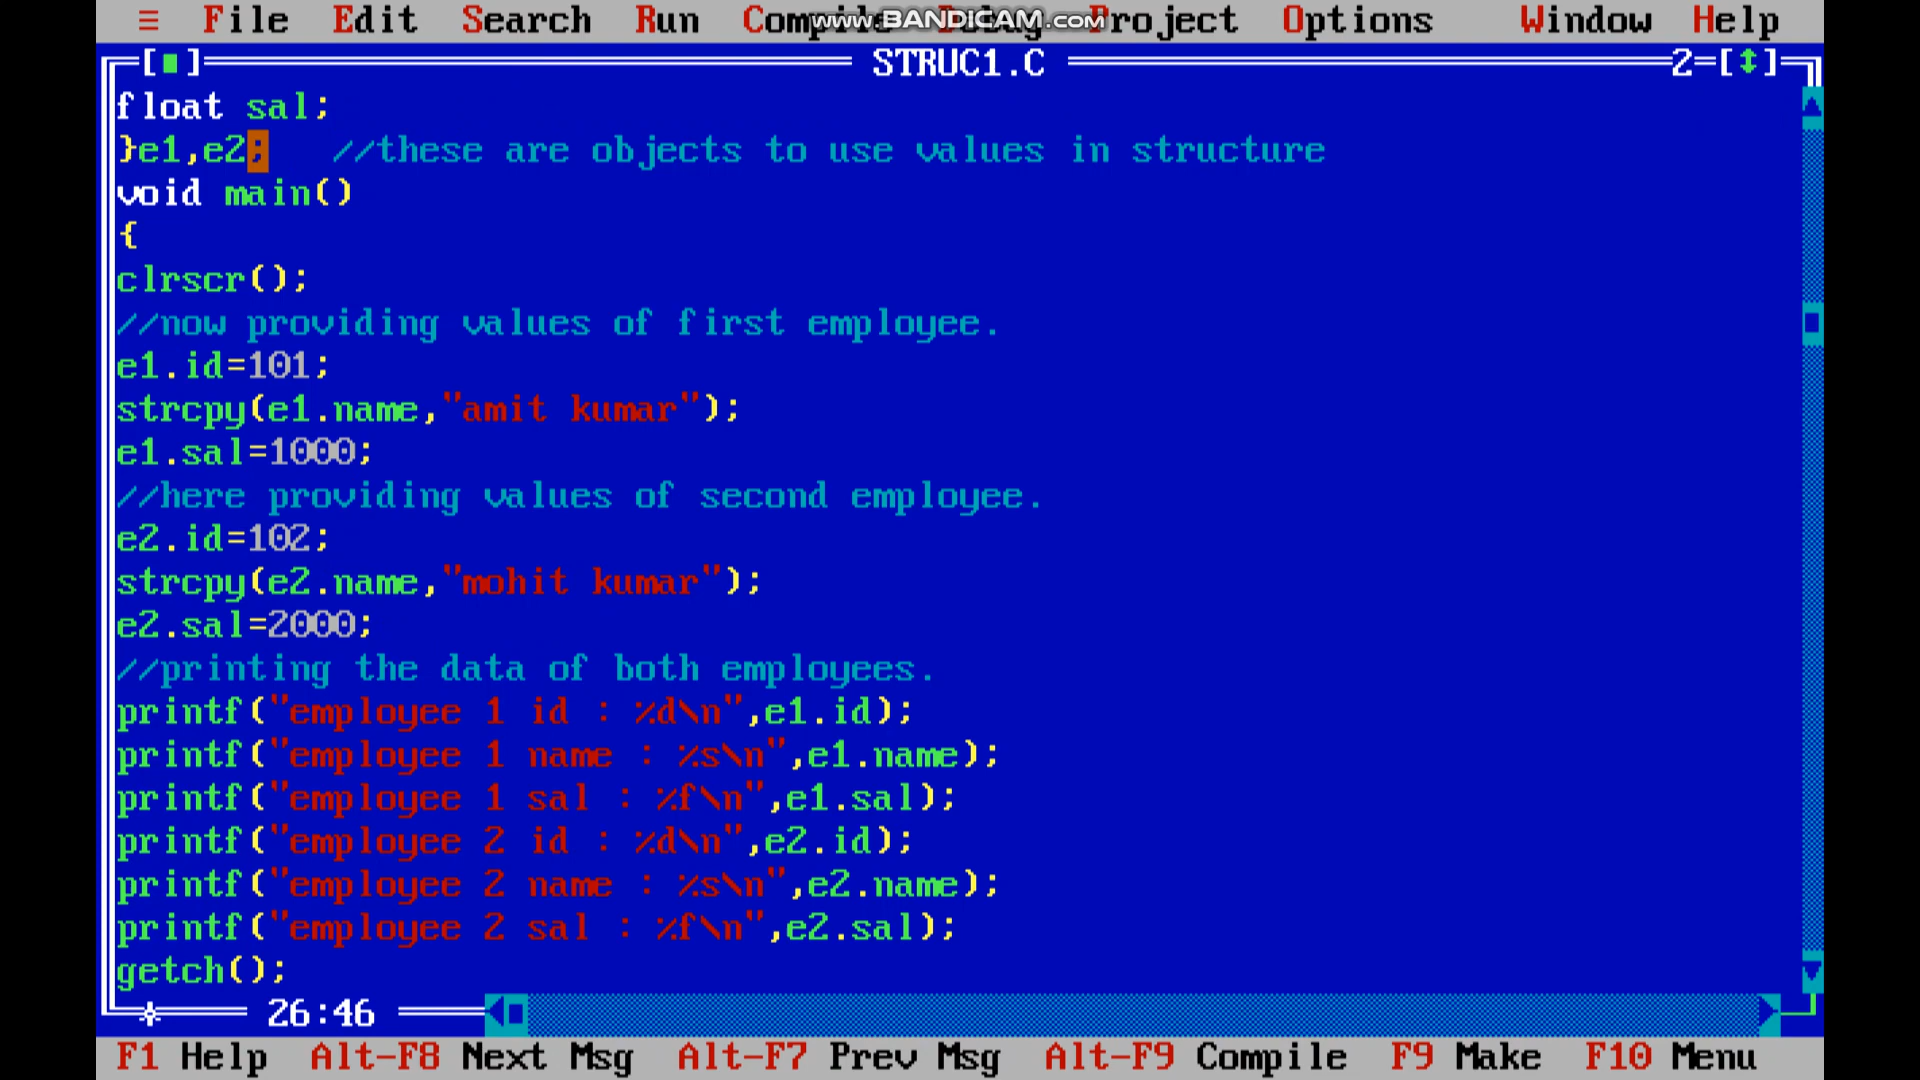 ≡ File Edit Search Run Compile Debug Project Options Window Help
www.BANDICAM.com
[■] STRUC1.C 2=[↕]
float sal;
}e1,e2; //these are objects to use values in structure
void main()
{
clrscr();
//now providing values of first employee.
e1.id=101;
strcpy(e1.name,"amit kumar");
e1.sal=1000;
//here providing values of second employee.
e2.id=102;
strcpy(e2.name,"mohit kumar");
e2.sal=2000;
//printing the data of both employees.
printf("employee 1 id : %d\n",e1.id);
printf("employee 1 name : %s\n",e1.name);
printf("employee 1 sal : %f\n",e1.sal);
printf("employee 2 id : %d\n",e2.id);
printf("employee 2 name : %s\n",e2.name);
printf("employee 2 sal : %f\n",e2.sal);
getch();
26:46
F1 Help Alt-F8 Next Msg Alt-F7 Prev Msg Alt-F9 Compile F9 Make F10 Menu